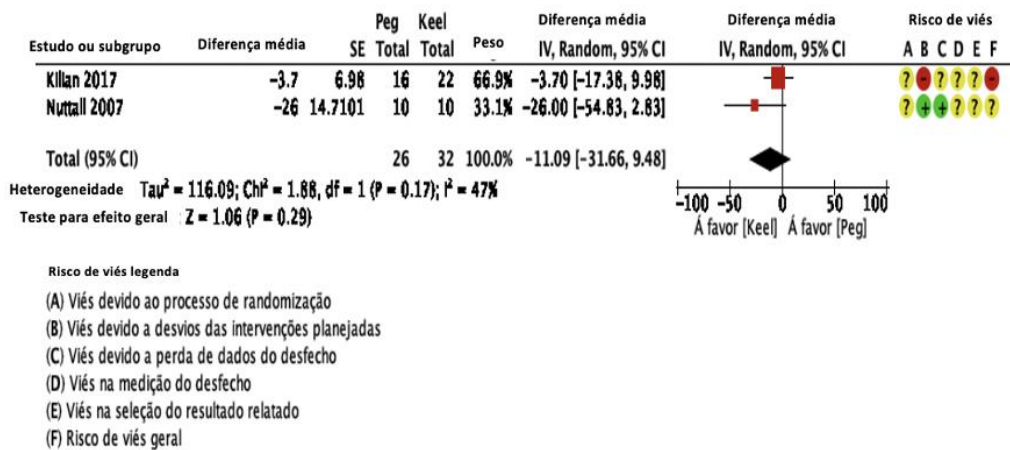 Peg Keel Diferença média Diferença média Risco de viés
Estudo ou subgrupo Diferença média SE Total Total Peso IV, Random, 95% CI IV, Random, 95% CI A B C D E F
Kilian 2017 −3.7 6.98 16 22 66.9% −3.70 [−17.38, 9.98] ? − ? ? ? −
Nuttall 2007 −26 14.7101 10 10 33.1% −26.00 [−54.83, 2.83] ? + + ? ? ?
Total (95% CI) 26 32 100.0% −11.09 [−31.66, 9.48]
Heterogeneidade Tau² = 116.09; Chi² = 1.88, df = 1 (P = 0.17); I² = 47%
Teste para efeito geral : Z = 1.06 (P = 0.29)
−100 −50 0 50 100
Á favor [Keel] Á favor [Peg]
Risco de viés legenda
(A) Viés devido ao processo de randomização
(B) Viés devido a desvios das intervenções planejadas
(C) Viés devido a perda de dados do desfecho
(D) Viés na medição do desfecho
(E) Viés na seleção do resultado relatado
(F) Risco de viés geral